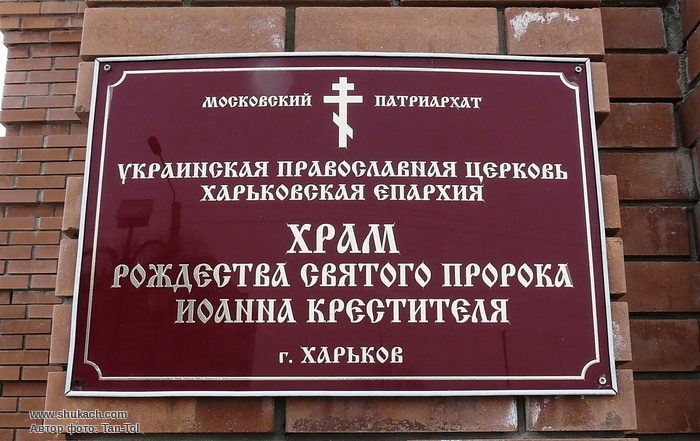 МОСКОВСКИЙ ПАТРИАРХАТ
УКРАИНСКАЯ ПРАВОСЛАВНАЯ ЦЕРКОВЬ
ХАРЬКОВСКАЯ ЕПАРХИЯ
ХРАМ
РОЖДЕСТВА СВЯТОГО ПРОРОКА
ИОАННА КРЕСТИТЕЛЯ
г. ХАРЬКОВ
www.shukach.com
Автор фото: Tan-Tol